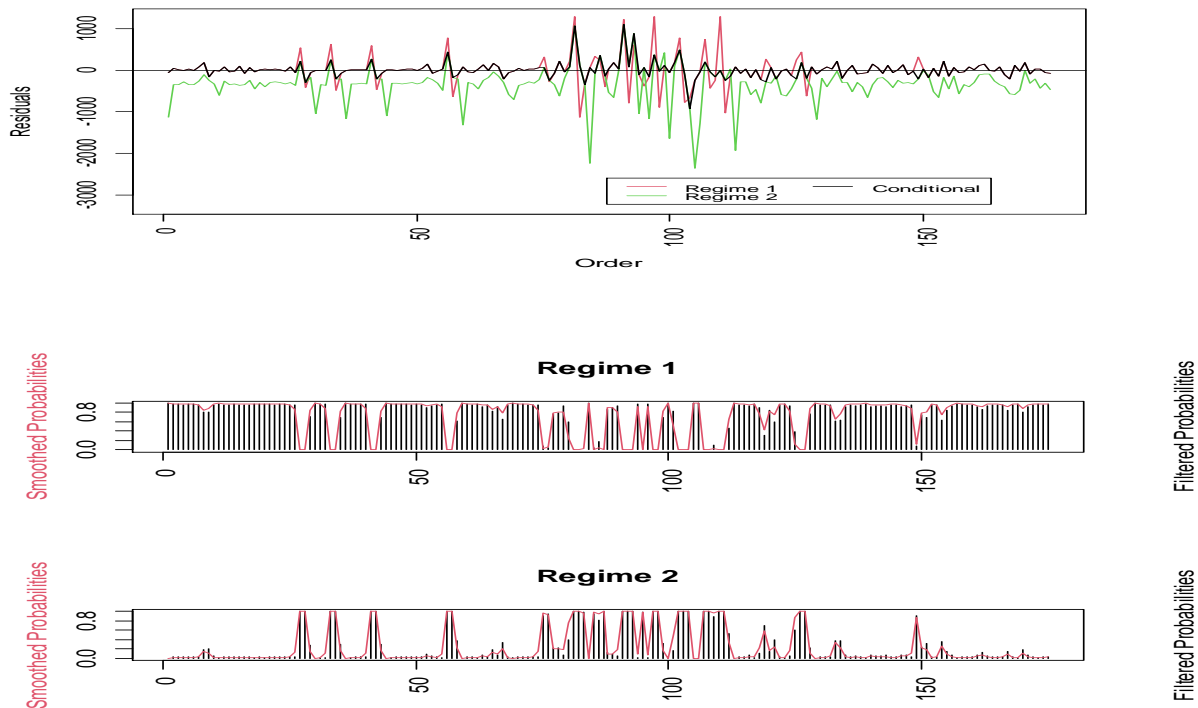 Residuals
1000
0
-1000
-2000
-3000
Regime 1
Regime 2
Conditional
0
50
100
150
Order
Regime 1
Smoothed Probabilities
0.8
0.0
Filtered Probabilities
0
50
100
150
Regime 2
Smoothed Probabilities
0.8
0.0
Filtered Probabilities
0
50
100
150